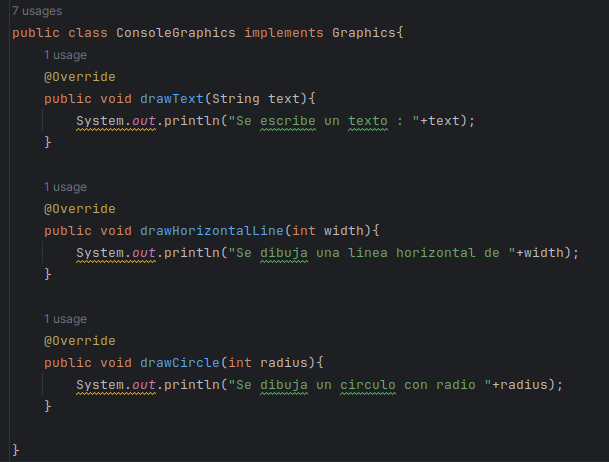 7 usages
public class ConsoleGraphics implements Graphics{
1 usage
@Override
public void drawText(String text){
System.out.println("Se escribe un texto : "+text);
}
1 usage
@Override
public void drawHorizontalLine(int width){
System.out.println("Se dibuja una linea horizontal de "+width);
}
1 usage
@Override
public void drawCircle(int radius){
System.out.println("Se dibuja un circulo con radio "+radius);
}
}